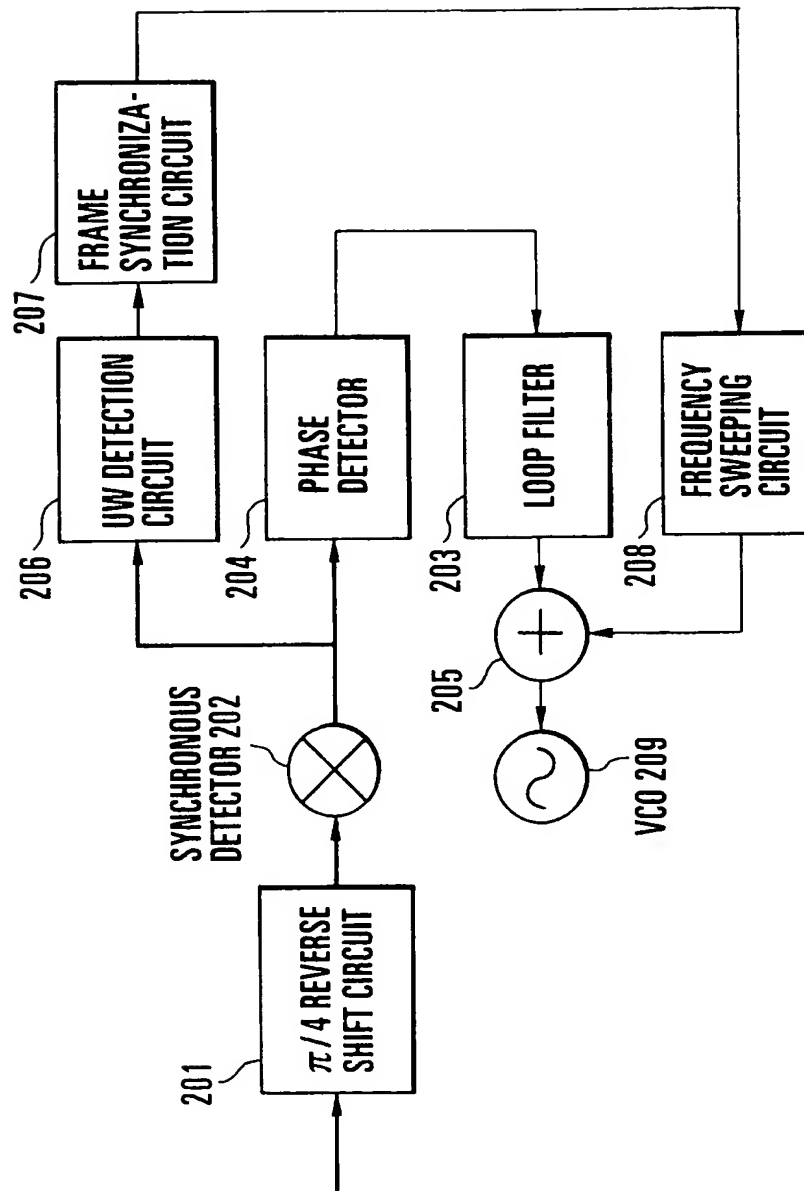 201
π/4 REVERSE
SHIFT CIRCUIT
SYNCHRONOUS
DETECTOR 202
206
UW DETECTION
CIRCUIT
207
FRAME
SYNCHRONIZA-
TION CIRCUIT
204
PHASE
DETECTOR
203
LOOP FILTER
205
+
VCO 209
208
FREQUENCY
SWEEPING
CIRCUIT